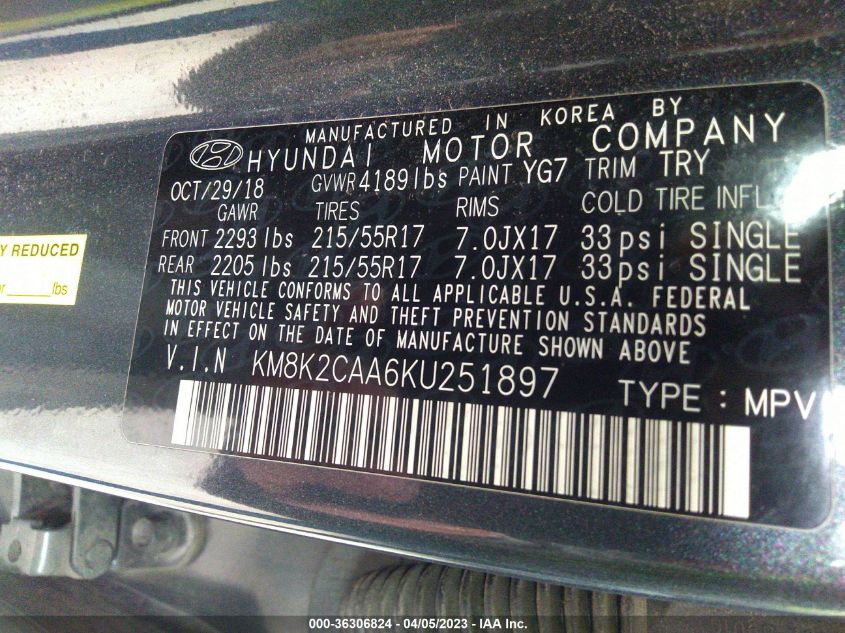 MANUFACTURED IN KOREA BY
HYUNDAI MOTOR COMPANY
OCT/29/18 GVWR 4189 lbs PAINT YG7 TRIM TRY
GAWR TIRES RIMS COLD TIRE INFL
FRONT 2293 lbs 215/55R17 7.0JX17 33psi SINGLE
REAR 2205 lbs 215/55R17 7.0JX17 33psi SINGLE
THIS VEHICLE CONFORMS TO ALL APPLICABLE U.S.A. FEDERAL
MOTOR VEHICLE SAFETY AND THEFT PREVENTION STANDARDS
IN EFFECT ON THE DATE OF MANUFACTURE SHOWN ABOVE
V.I.N KM8K2CAA6KU251897 TYPE : MPV
REDUCED
lbs
000-36306824 - 04/05/2023 - IAA Inc.